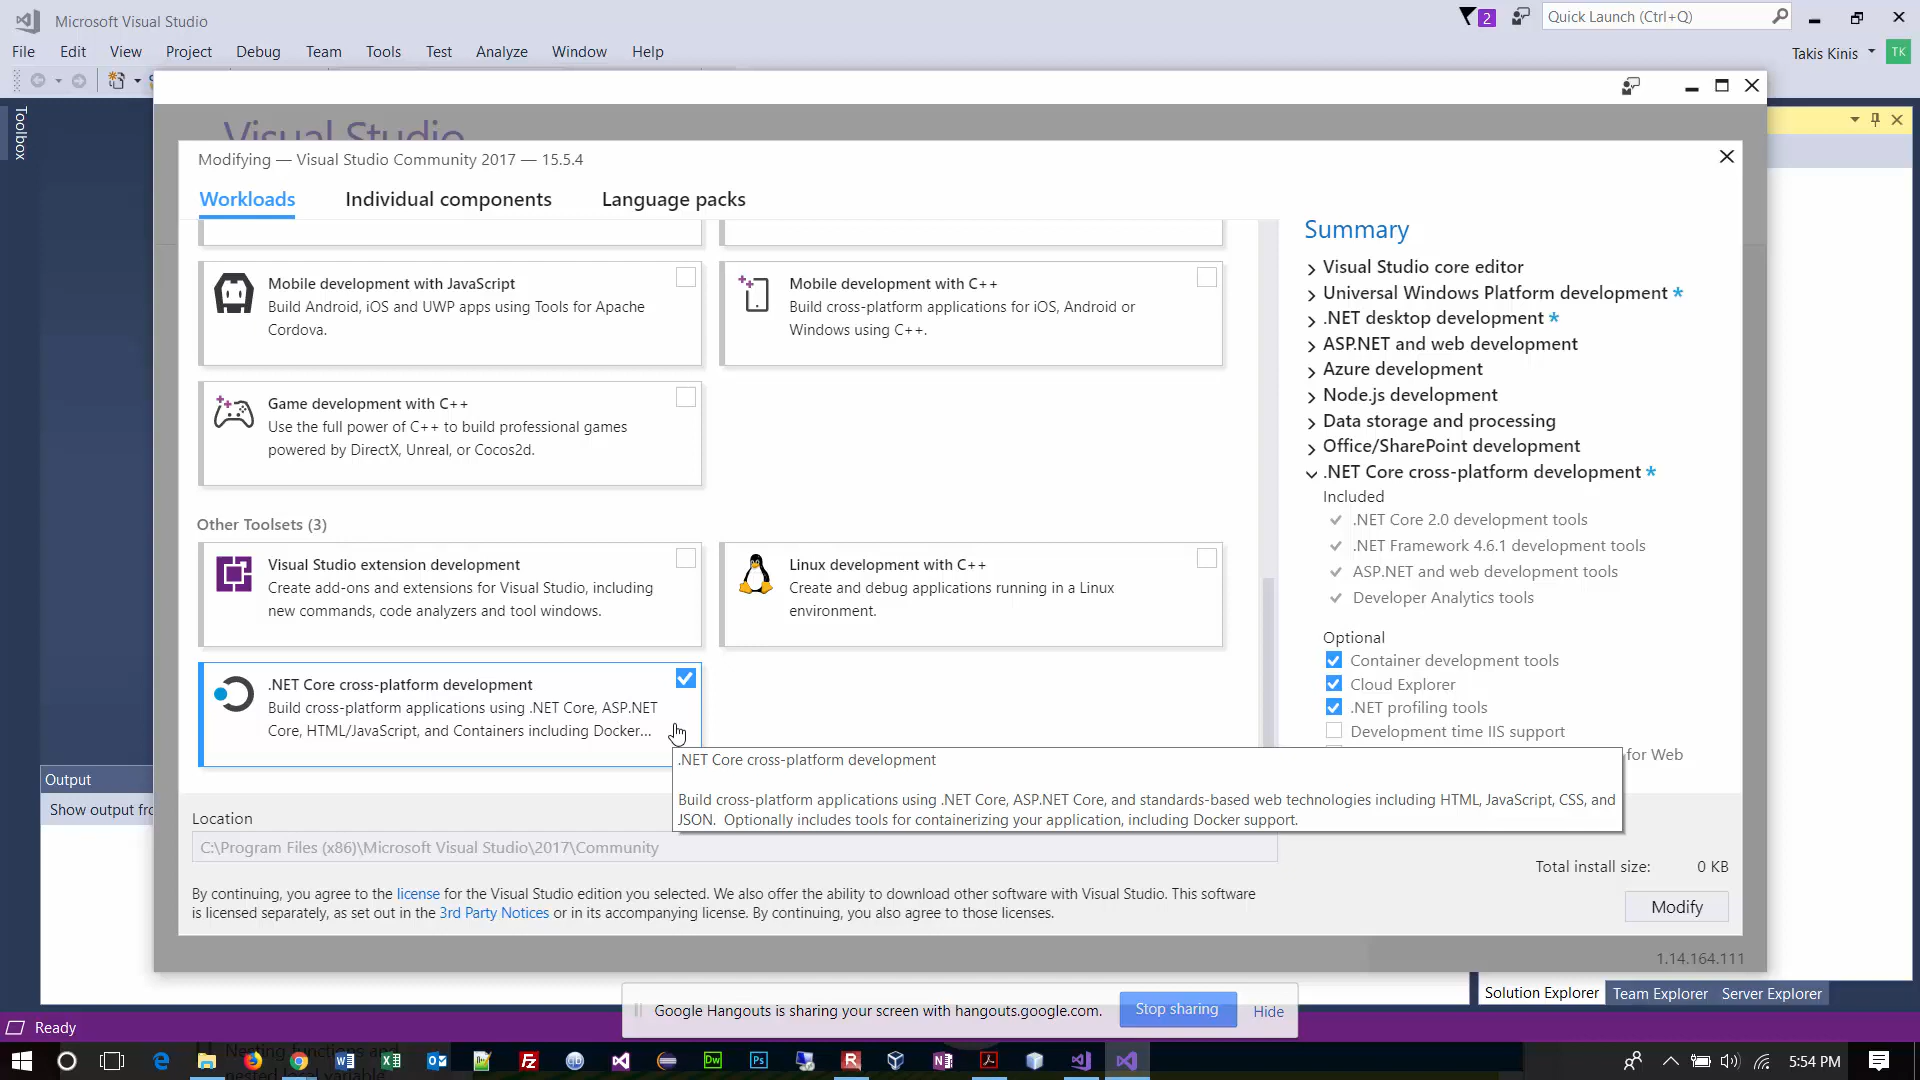 Microsoft Visual Studio
2
Quick Launch (Ctrl+Q)
File Edit View Project Debug Team Tools Test Analyze Window Help
Takis Kinis TK
Toolbox
Visual Studio
Modifying — Visual Studio Community 2017 — 15.5.4
Workloads Individual components Language packs
Mobile development with JavaScript
Build Android, iOS and UWP apps using Tools for Apache
Cordova.
Mobile development with C++
Build cross-platform applications for iOS, Android or
Windows using C++.
Game development with C++
Use the full power of C++ to build professional games
powered by DirectX, Unreal, or Cocos2d.
Other Toolsets (3)
Visual Studio extension development
Create add-ons and extensions for Visual Studio, including
new commands, code analyzers and tool windows.
Linux development with C++
Create and debug applications running in a Linux
environment.
.NET Core cross-platform development
Build cross-platform applications using .NET Core, ASP.NET
Core, HTML/JavaScript, and Containers including Docker...
Summary
Visual Studio core editor
Universal Windows Platform development *
.NET desktop development *
ASP.NET and web development
Azure development
Node.js development
Data storage and processing
Office/SharePoint development
.NET Core cross-platform development *
Included
.NET Core 2.0 development tools
.NET Framework 4.6.1 development tools
ASP.NET and web development tools
Developer Analytics tools
Optional
Container development tools
Cloud Explorer
.NET profiling tools
Development time IIS support
for Web
.NET Core cross-platform development
Build cross-platform applications using .NET Core, ASP.NET Core, and standards-based web technologies including HTML, JavaScript, CSS, and
JSON. Optionally includes tools for containerizing your application, including Docker support.
Output
Show output fro
Location
C:\Program Files (x86)\Microsoft Visual Studio\2017\Community
Total install size: 0 KB
By continuing, you agree to the license for the Visual Studio edition you selected. We also offer the ability to download other software with Visual Studio. This software
is licensed separately, as set out in the 3rd Party Notices or in its accompanying license. By continuing, you also agree to those licenses.
Modify
1.14.164.111
Solution Explorer Team Explorer Server Explorer
Google Hangouts is sharing your screen with hangouts.google.com. Stop sharing Hide
Ready
Nesting functions and
nested level variable
5:54 PM